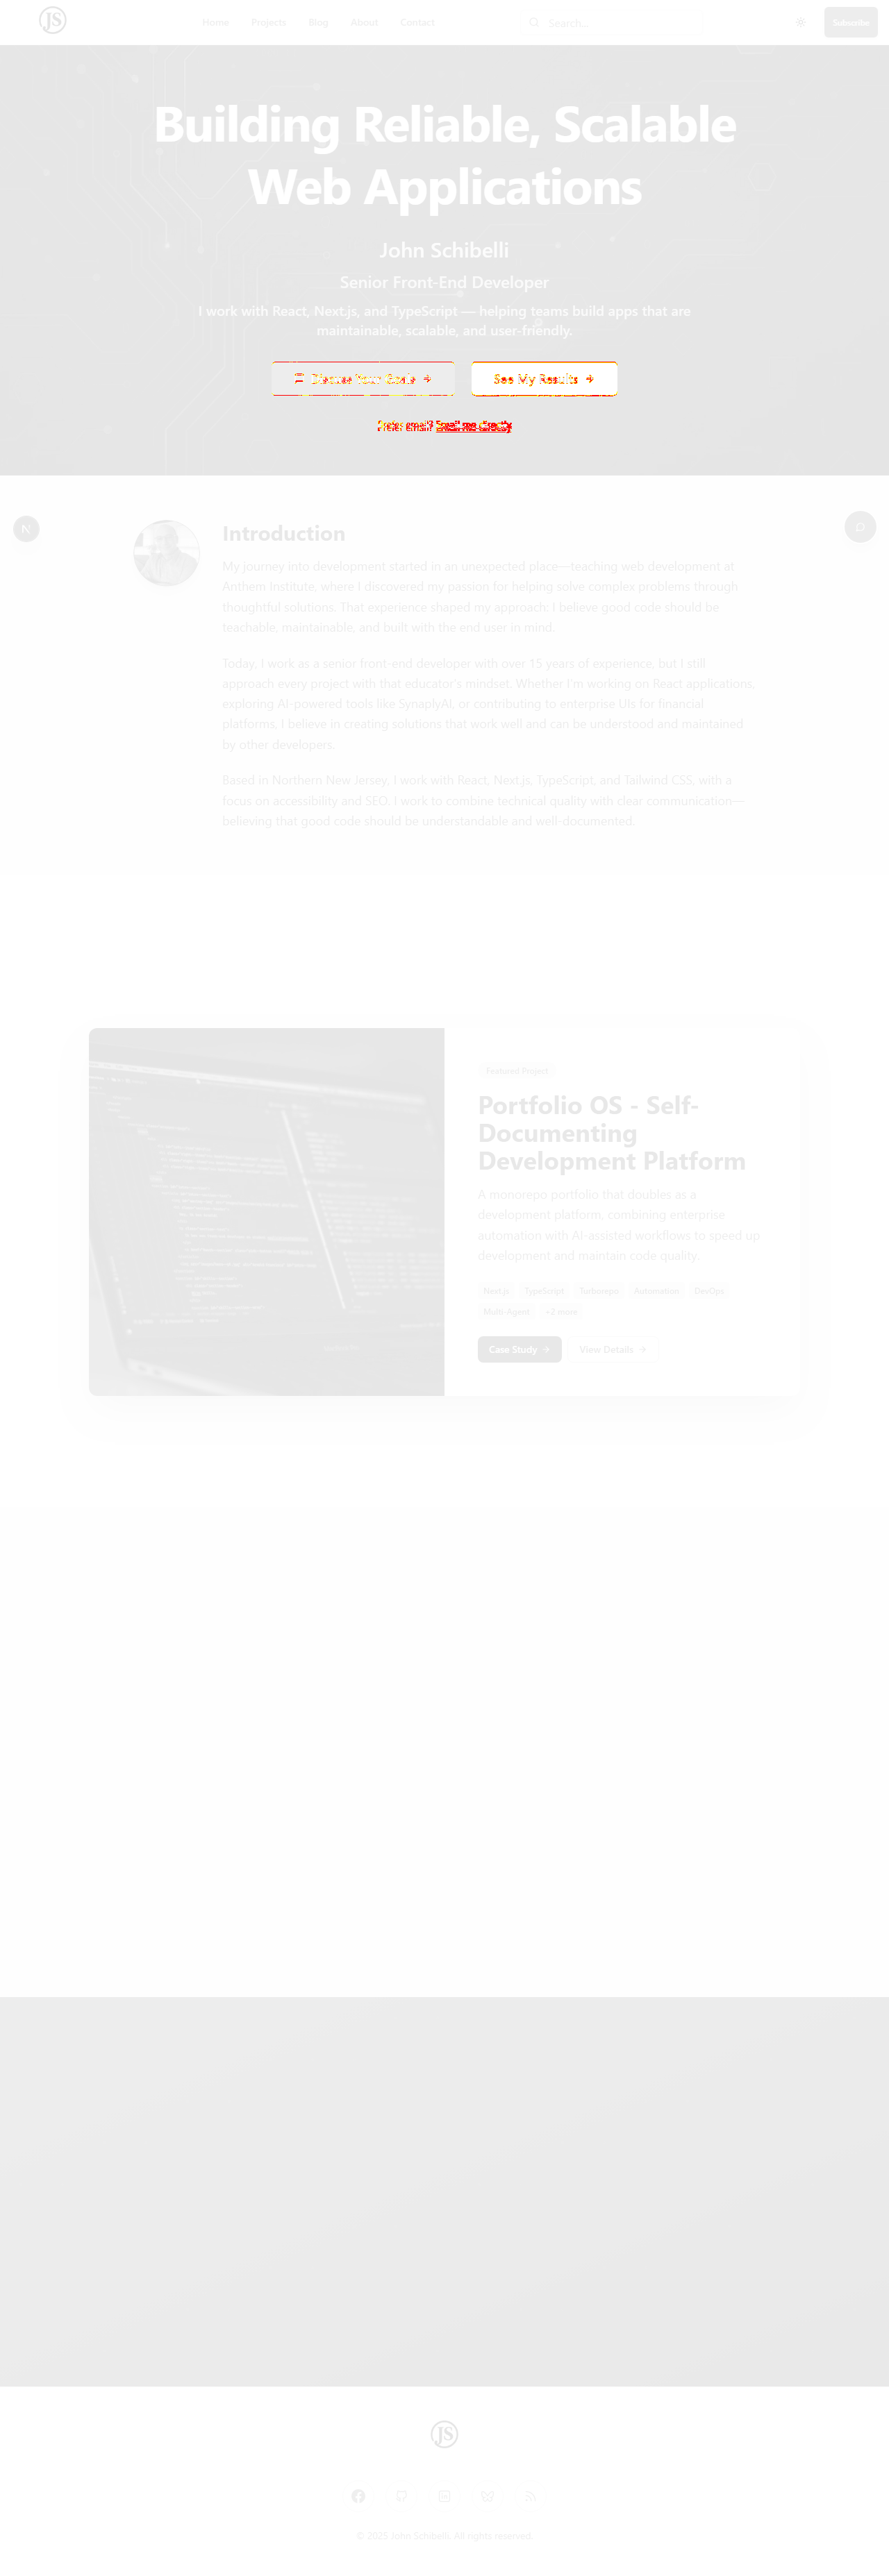 JS
Home Projects Blog About Contact Search... Subscribe
Building Reliable, Scalable
Web Applications
John Schibelli
Senior Front-End Developer
I work with React, Next.js, and TypeScript — helping teams build apps that are
maintainable, scalable, and user-friendly.
Discuss Your Goals → See My Results →
Prefer email? Email me directly
N
Introduction
My journey into development started in an unexpected place—teaching web development at
Anthem Institute, where I discovered my passion for helping solve complex problems through
thoughtful solutions. That experience shaped my approach: I believe good code should be
teachable, maintainable, and built with the end user in mind.
Today, I work as a senior front-end developer with over 15 years of experience, but I still
approach every project with that educator's mindset. Whether I'm working on React applications,
exploring AI-powered tools like SynaplyAI, or contributing to enterprise UIs for financial
platforms, I believe in creating solutions that work well and can be understood and maintained
by other developers.
Based in Northern New Jersey, I work with React, Next.js, TypeScript, and Tailwind CSS, with a
focus on accessibility and SEO. I work to combine technical quality with clear communication—
believing that good code should be understandable and well-documented.
Featured Project
Portfolio OS - Self-
Documenting
Development Platform
A monorepo portfolio that doubles as a
development platform, combining enterprise
automation with AI-assisted workflows to speed up
development and maintain code quality.
Next.js TypeScript Turborepo Automation DevOps
Multi-Agent +2 more
Case Study → View Details →
JS
© 2025 John Schibelli. All rights reserved.